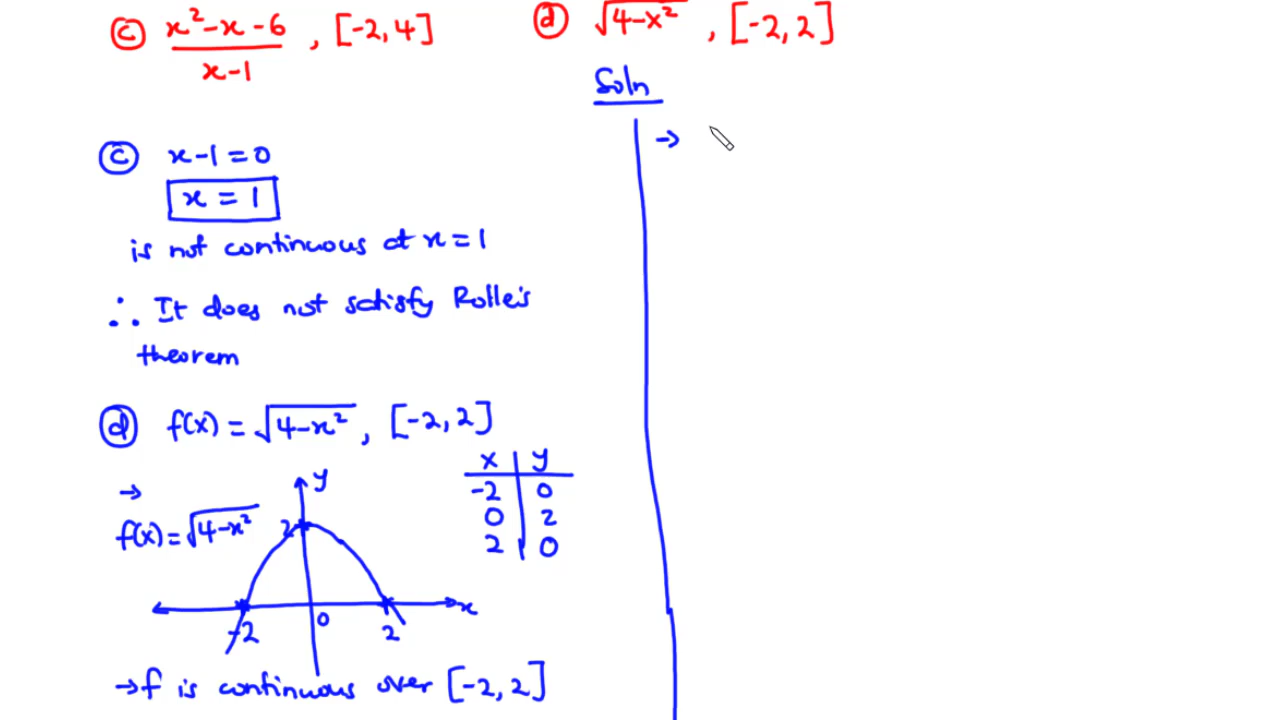 ⓒ x²-x-6 / x-1 , [-2,4]
ⓓ √4-x² , [-2,2]
Soln
→
ⓒ x-1=0
x = 1
is not continuous at x=1
∴ It does not satisfy Rolle's
theorem
ⓓ f(x) = √4-x² , [-2,2]
→
f(x)=√4-x²
y
2
-2
0
2
x
x y
-2 0
0 2
2 0
→f is continuous over [-2,2]